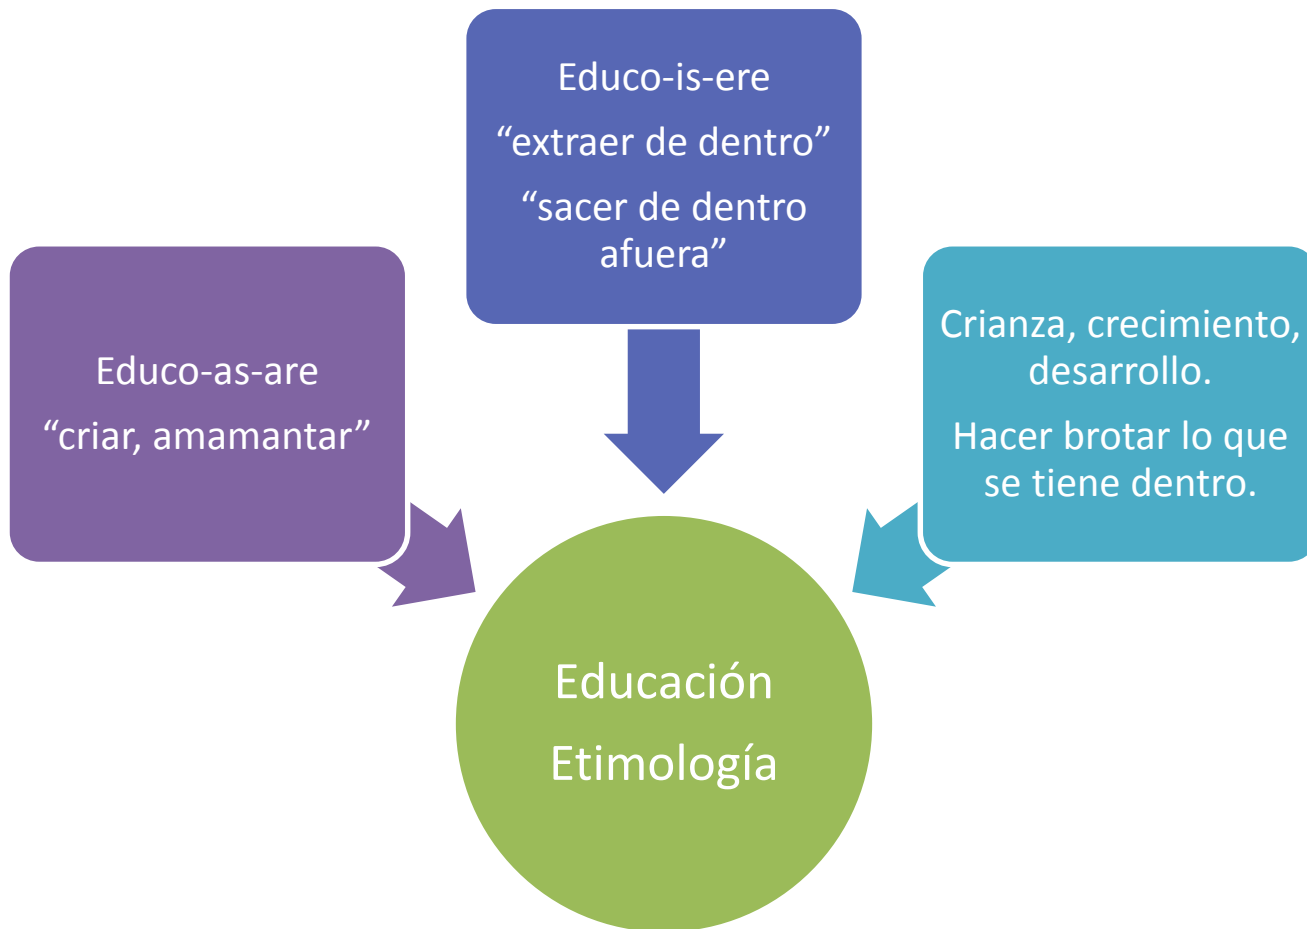 Educo-is-ere
“extraer de dentro”
“sacer de dentro
afuera”
Educo-as-are
“criar, amamantar”
Crianza, crecimiento,
desarrollo.
Hacer brotar lo que
se tiene dentro.
Educación
Etimología